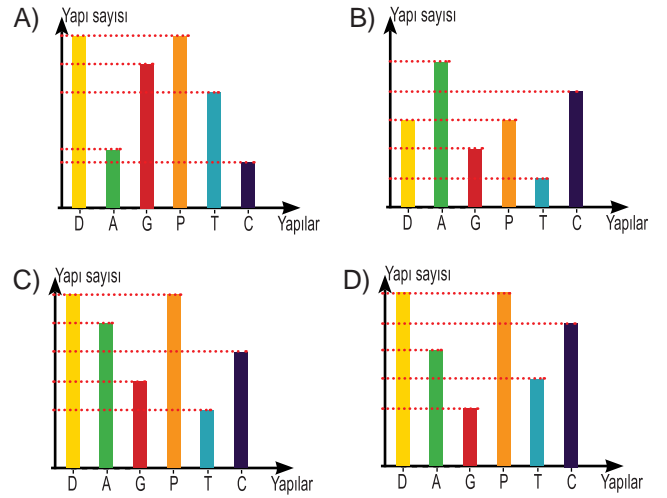 A)
Yapı sayısı
D A G P T C
Yapılar
B)
Yapı sayısı
D A G P T C
Yapılar
C)
Yapı sayısı
D A G P T C
Yapılar
D)
Yapı sayısı
D A G P T C
Yapılar